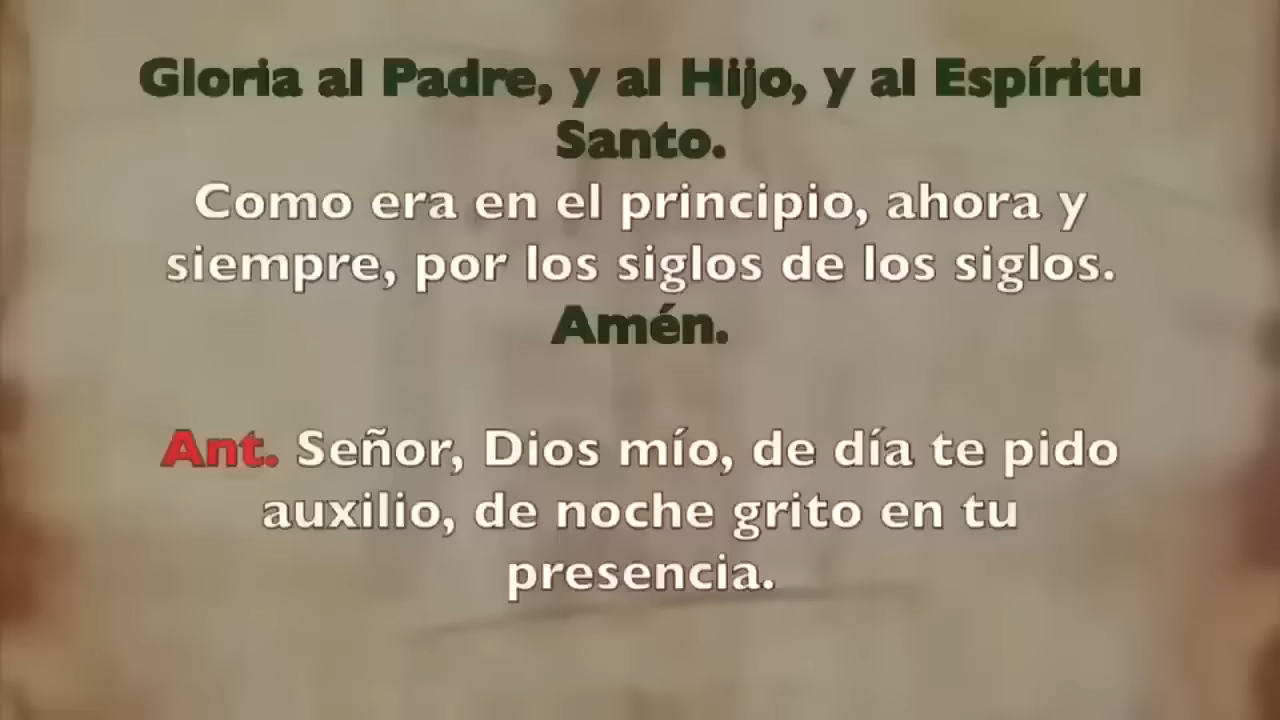 Gloria al Padre, y al Hijo, y al Espíritu
Santo.
Como era en el principio, ahora y
siempre, por los siglos de los siglos.
Amén.
Ant. Señor, Dios mío, de día te pido
auxilio, de noche grito en tu
presencia.